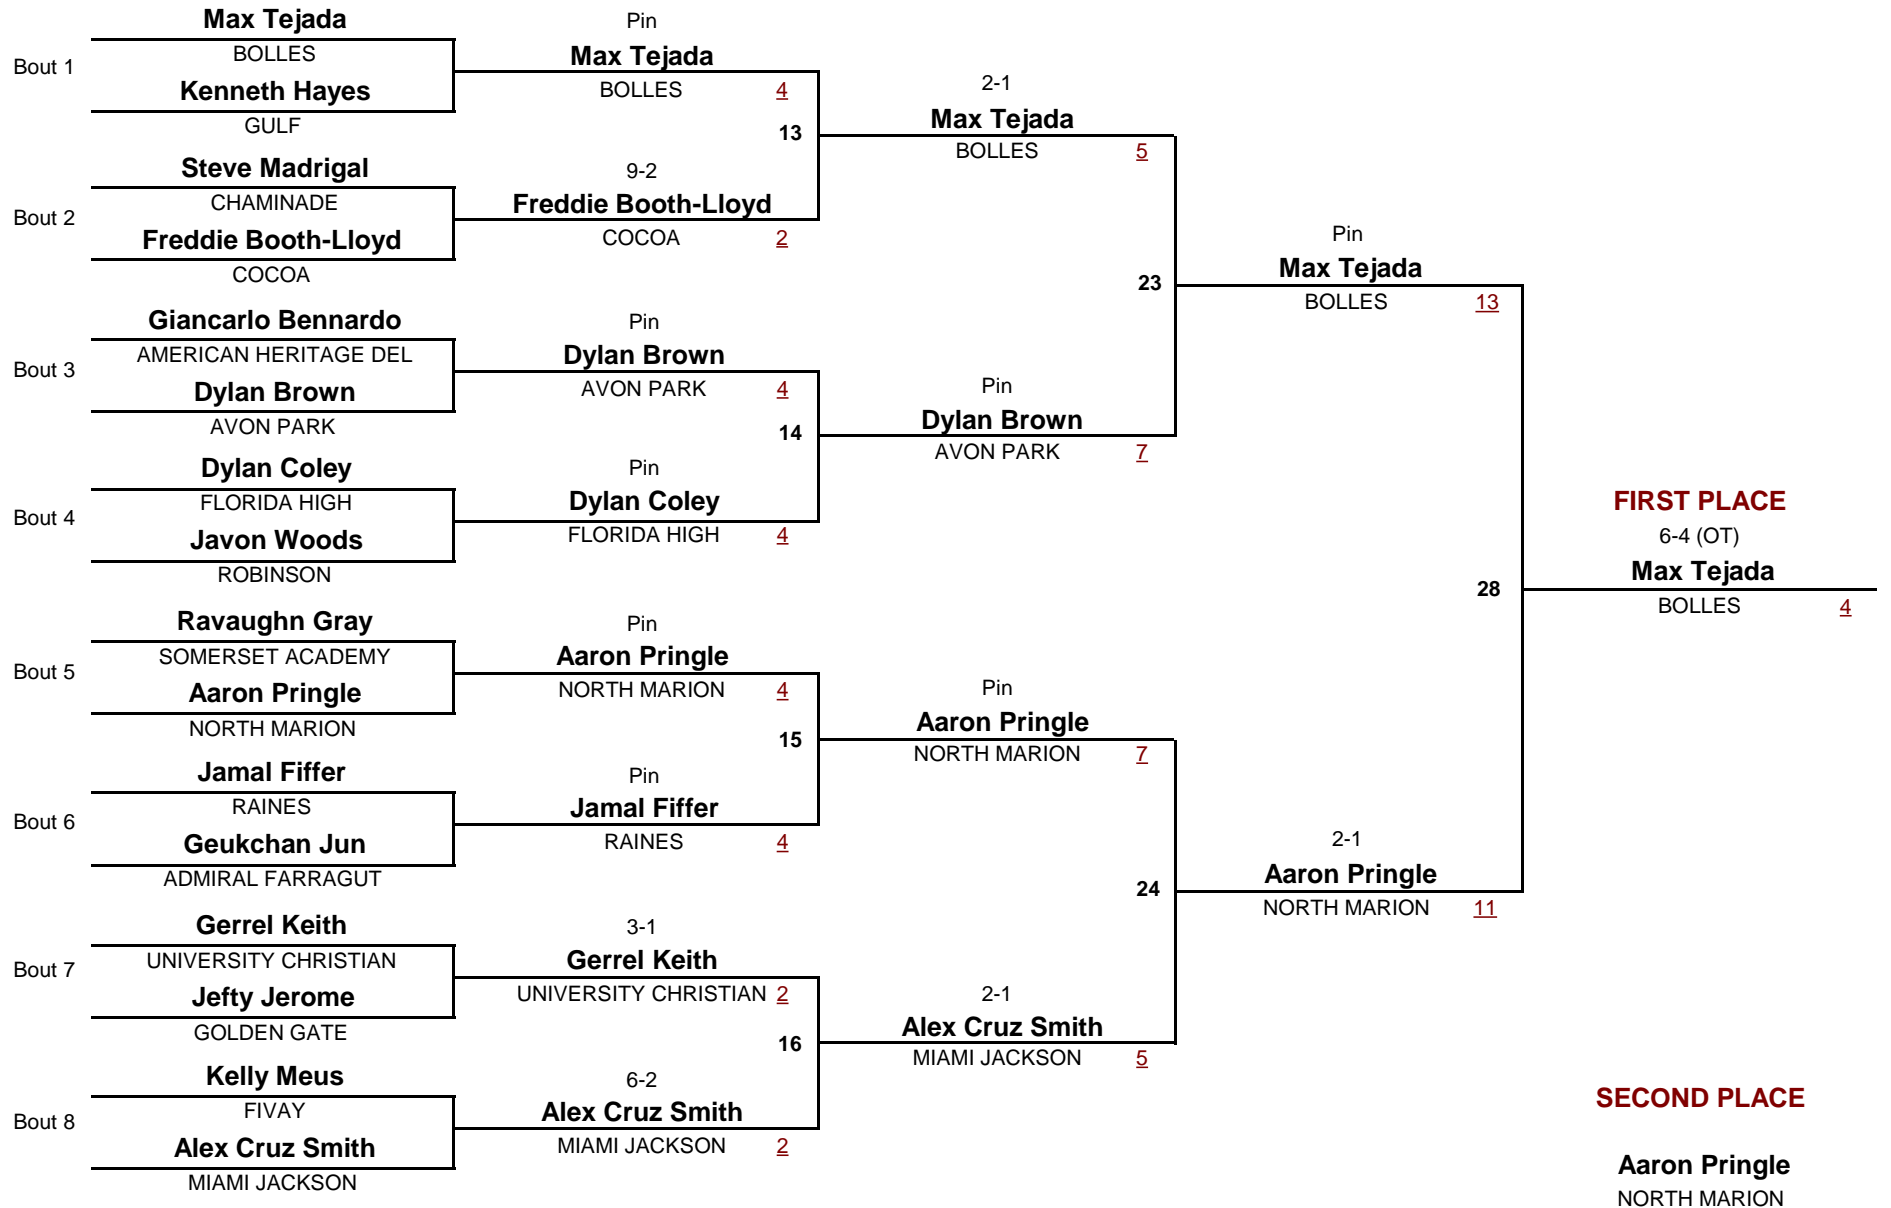 Max Tejada
Bout 1
BOLLES
Kenneth Hayes
GULF
Steve Madrigal
Bout 2
CHAMINADE
Freddie Booth-Lloyd
COCOA
Giancarlo Bennardo
Bout 3
AMERICAN HERITAGE DEL
Dylan Brown
AVON PARK
Dylan Coley
Bout 4
FLORIDA HIGH
Javon Woods
ROBINSON
Ravaughn Gray
Bout 5
SOMERSET ACADEMY
Aaron Pringle
NORTH MARION
Jamal Fiffer
Bout 6
RAINES
Geukchan Jun
ADMIRAL FARRAGUT
Gerrel Keith
Bout 7
UNIVERSITY CHRISTIAN
Jefty Jerome
GOLDEN GATE
Kelly Meus
Bout 8
FIVAY
Alex Cruz Smith
MIAMI JACKSON
Pin
Max Tejada
BOLLES 4
13
9-2
Freddie Booth-Lloyd
COCOA 2
Pin
Dylan Brown
AVON PARK 4
14
Pin
Dylan Coley
FLORIDA HIGH 4
Pin
Aaron Pringle
NORTH MARION 4
15
Pin
Jamal Fiffer
RAINES 4
3-1
Gerrel Keith
UNIVERSITY CHRISTIAN 2
16
6-2
Alex Cruz Smith
MIAMI JACKSON 2
2-1
Max Tejada
BOLLES 5
23
Pin
Dylan Brown
AVON PARK 7
Pin
Aaron Pringle
NORTH MARION 7
24
2-1
Alex Cruz Smith
MIAMI JACKSON 5
Pin
Max Tejada
BOLLES 13
28
2-1
Aaron Pringle
NORTH MARION 11
FIRST PLACE
6-4 (OT)
Max Tejada
BOLLES 4
SECOND PLACE
Aaron Pringle
NORTH MARION